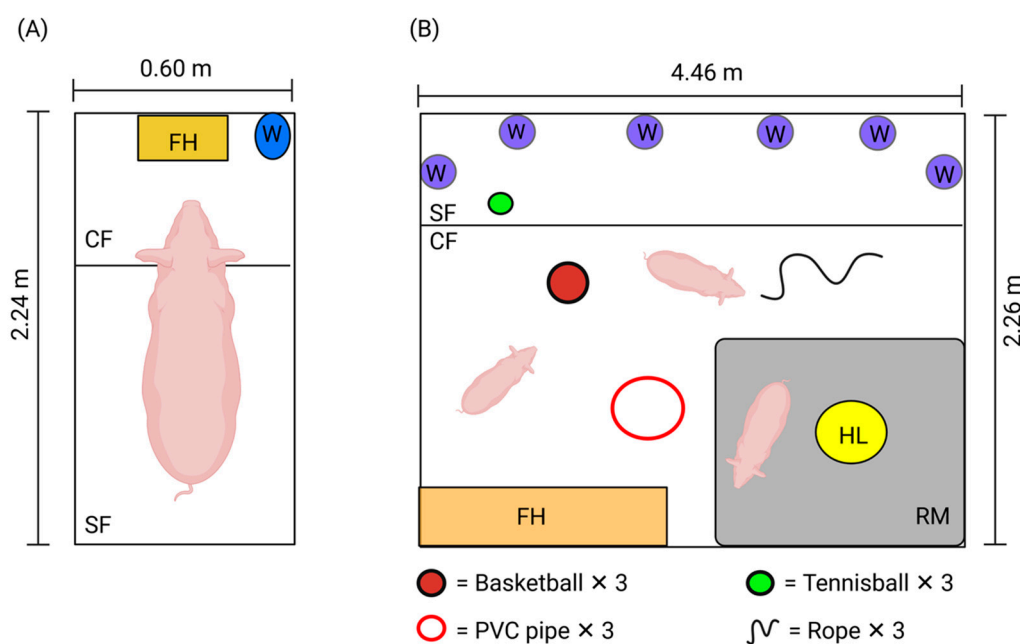 (A)
0.60 m
2.24 m
FH
W
CF
SF
(B)
4.46 m
2.26 m
W W W W
W W
SF
CF
HL
FH
RM
= Basketball × 3
= Tennisball × 3
= PVC pipe × 3
= Rope × 3